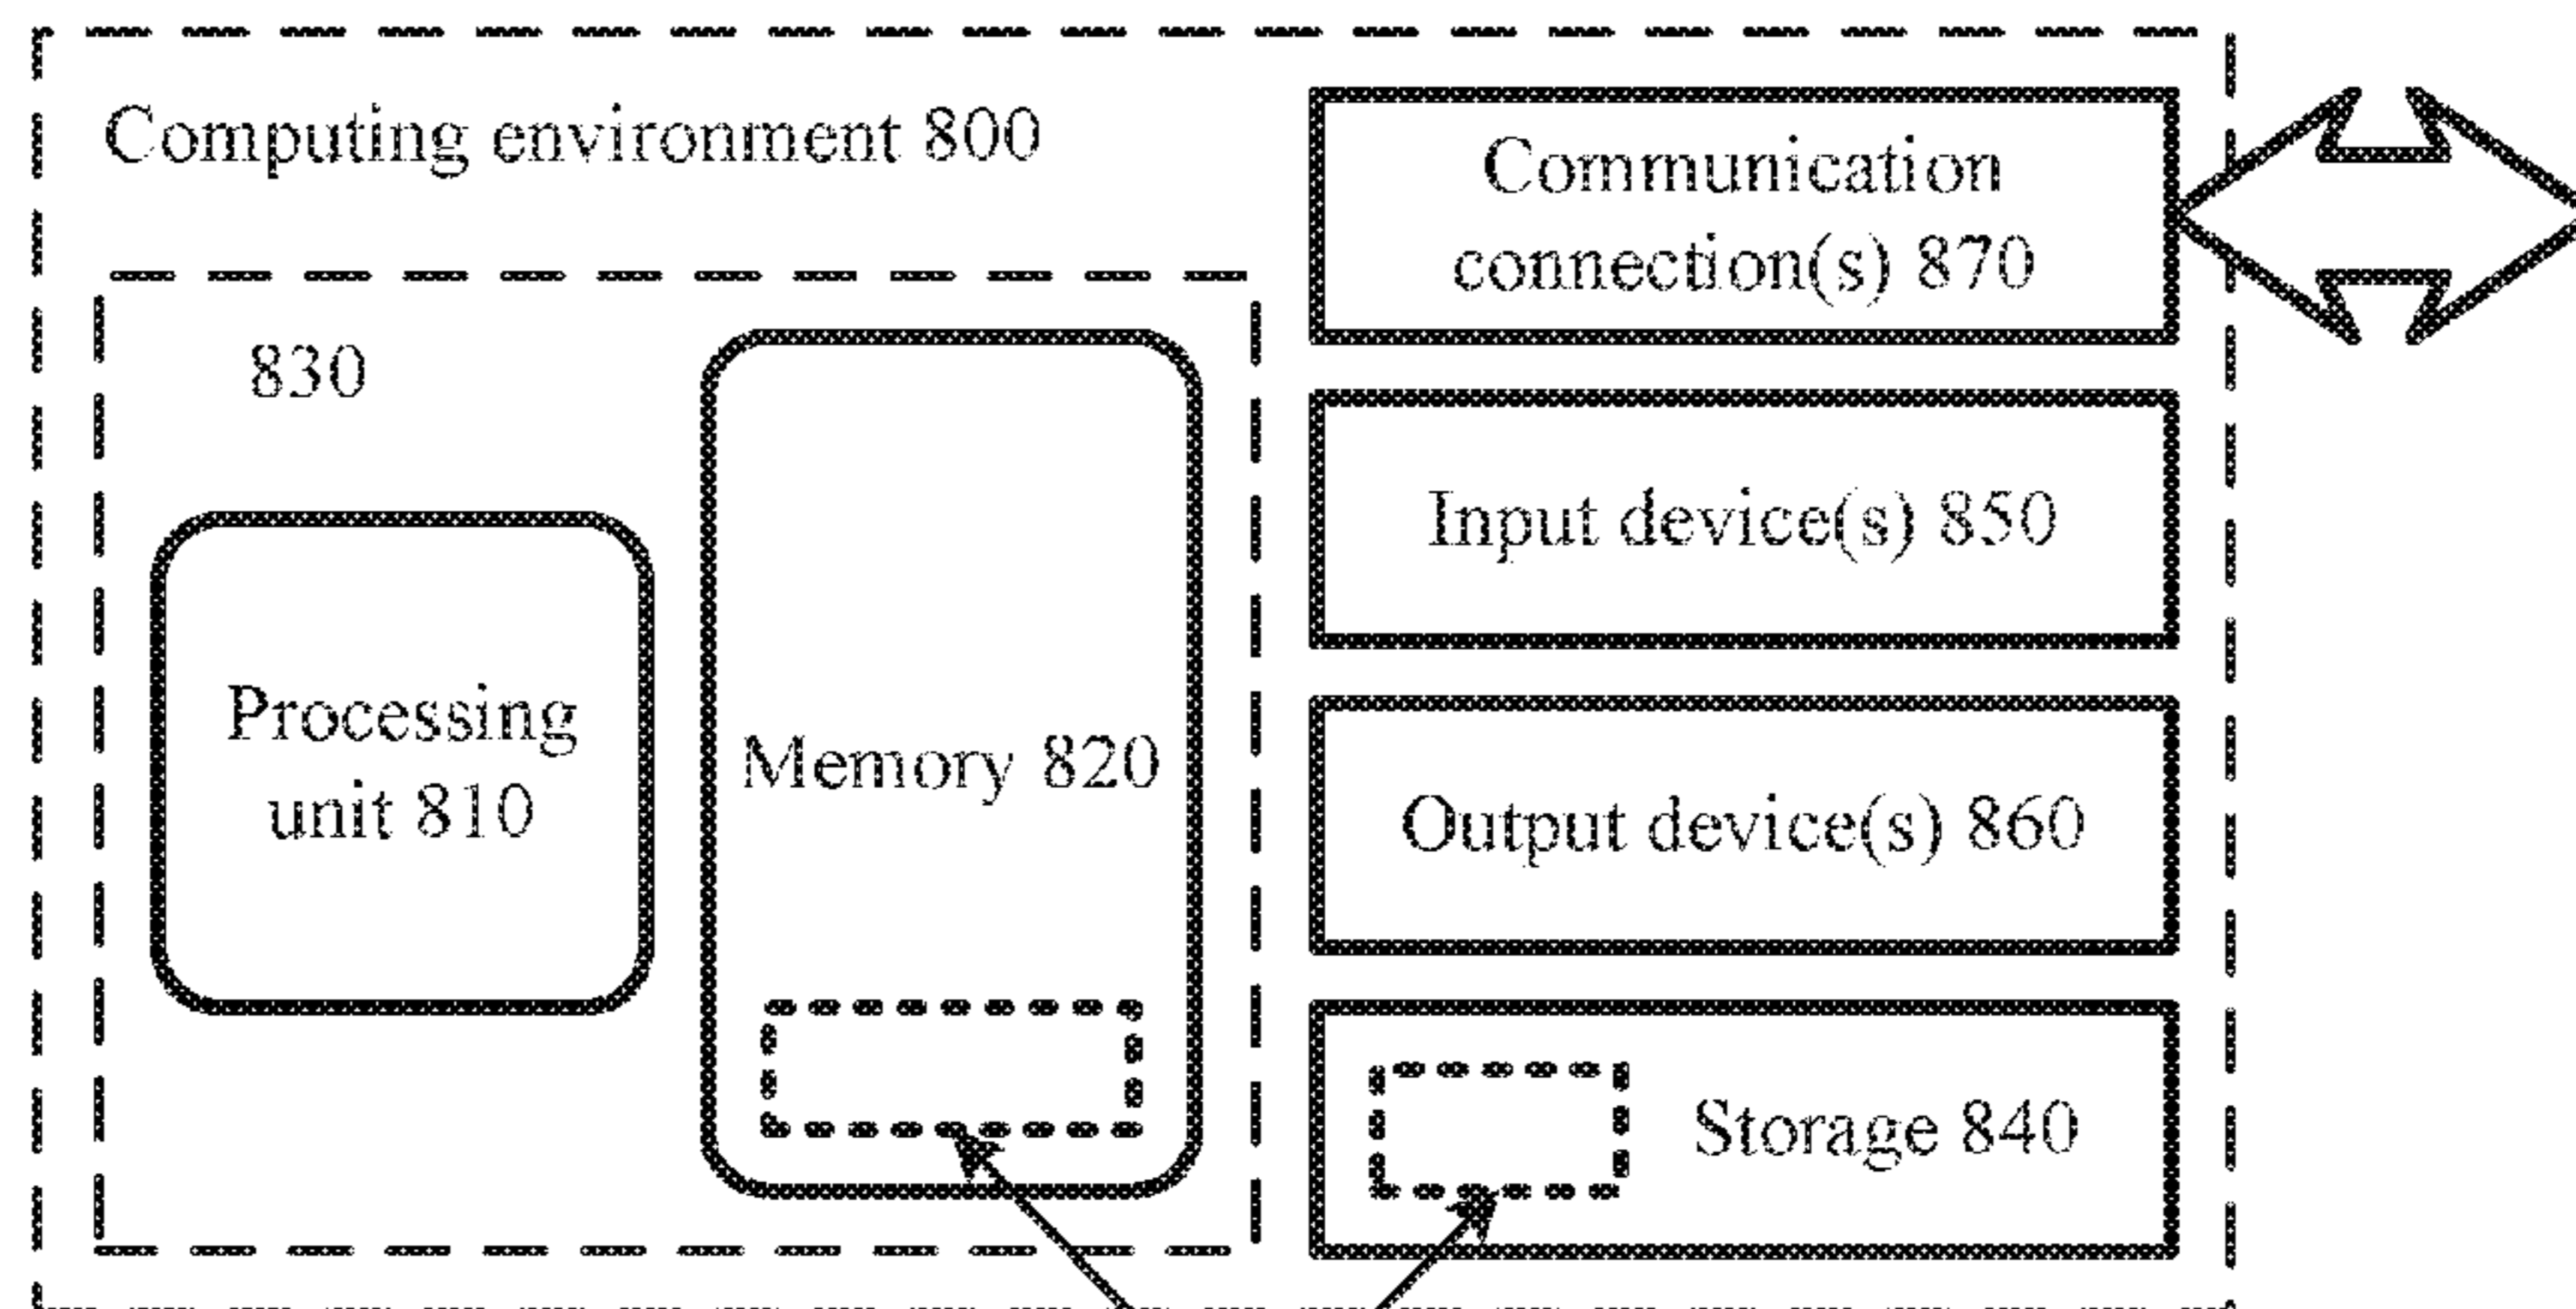 Computing environment 800
Communication
connection(s) 870
830
Input device(s) 850
Processing
unit 810
Memory 820
Output device(s) 860
Storage 840